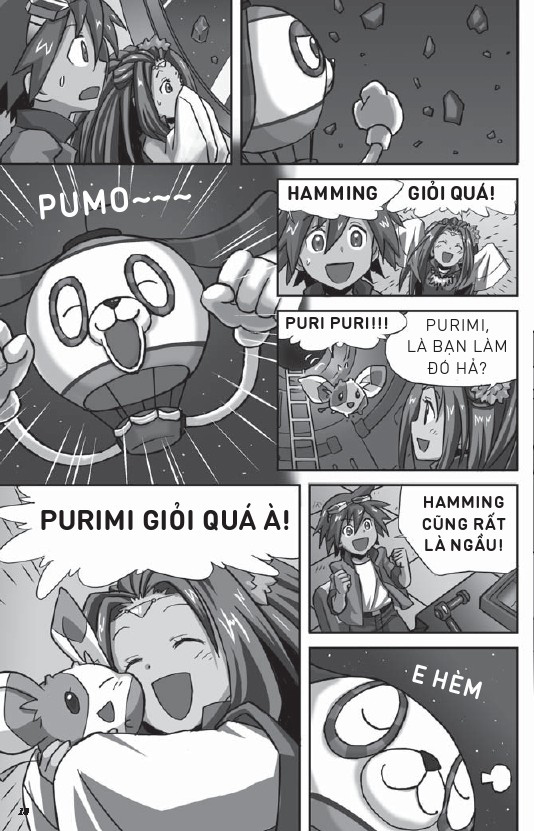 PUMO~~~
HAMMING GIỎI QUÁ!
PURI PURI!!!
PURIMI,
LÀ BẠN LÀM
ĐÓ HẢ?
PURIMI GIỎI QUÁ À!
HAMMING
CŨNG RẤT
LÀ NGẦU!
E HÈM